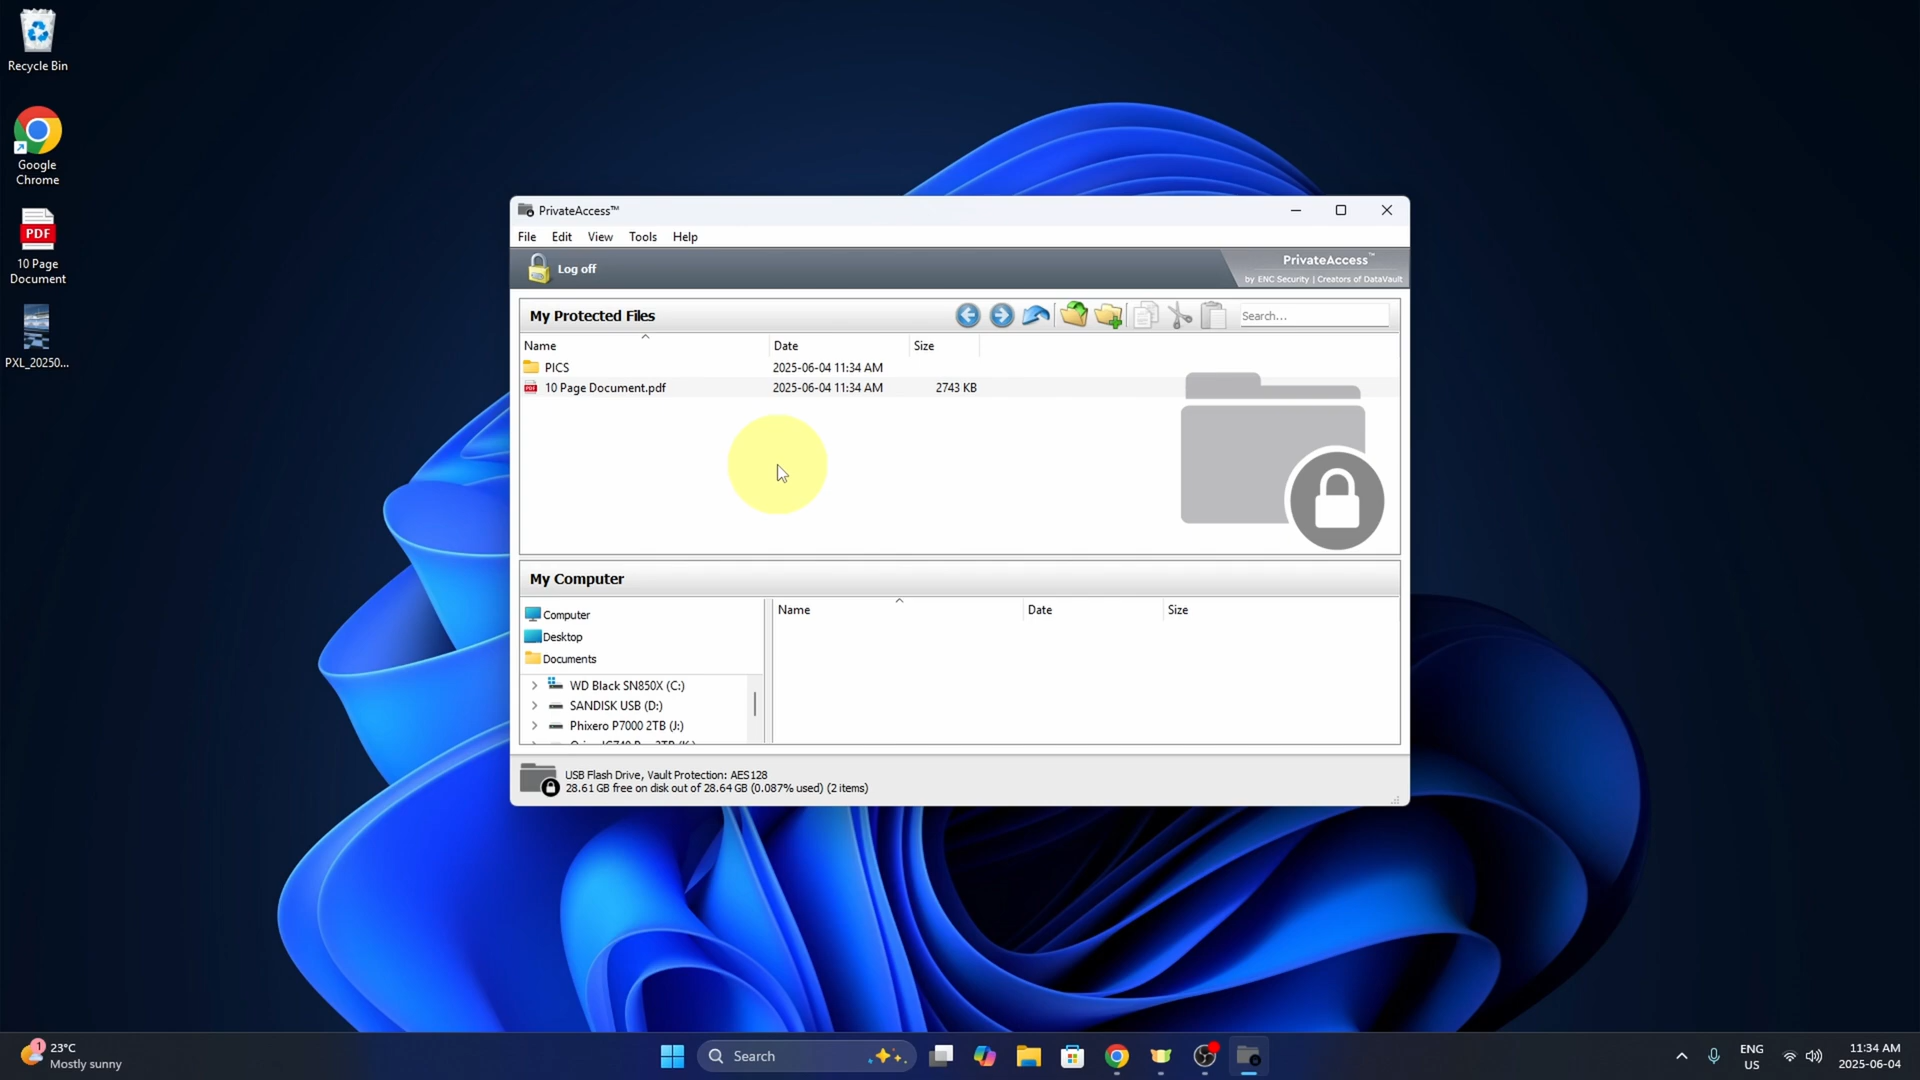 Recycle Bin
Google
Chrome
PDF
10 Page
Document
PXL_20250...
PrivateAccess™
File Edit View Tools Help
Log off
PrivateAccess™
by ENC Security | Creators of DataVault
My Protected Files
Search...
Name Date Size
PICS 2025-06-04 11:34 AM
10 Page Document.pdf 2025-06-04 11:34 AM 2743 KB
My Computer
Computer
Desktop
Documents
WD Black SN850X (C:)
SANDISK USB (D:)
Phixero P7000 2TB (J:)
Name Date Size
USB Flash Drive, Vault Protection: AES128
28.61 GB free on disk out of 28.64 GB (0.087% used) (2 items)
1
23°C
Mostly sunny
Search
ENG
US
11:34 AM
2025-06-04